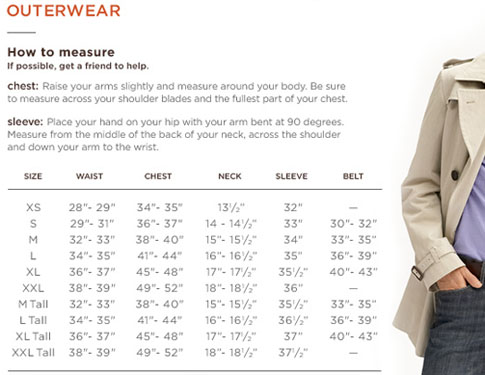 OUTERWEAR
How to measure
If possible, get a friend to help.
chest: Raise your arms slightly and measure around your body. Be sure
to measure across your shoulder blades and the fullest part of your chest.
sleeve: Place your hand on your hip with your arm bent at 90 degrees.
Measure from the middle of the back of your neck, across the shoulder
and down your arm to the wrist.
SIZE WAIST CHEST NECK SLEEVE BELT
XS 28"- 29" 34"- 35" 13½" 32" —
S 29"- 31" 36"- 37" 14 - 14½" 33" 30"- 32"
M 32"- 33" 38"- 40" 15"- 15½" 34" 33"- 35"
L 34"- 35" 41"- 44" 16"- 16½" 35" 36"- 39"
XL 36"- 37" 45"- 48" 17"- 17½" 35½" 40"- 43"
XXL 38"- 39" 49"- 52" 18"- 18½" 36" —
M Tall 32"- 33" 38"- 40" 15"- 15½" 35½" 33"- 35"
L Tall 34"- 35" 41"- 44" 16"- 16½" 36½" 36"- 39"
XL Tall 36"- 37" 45"- 48" 17"- 17½" 37" 40"- 43"
XXL Tall 38"- 39" 49"- 52" 18"- 18½" 37½" —